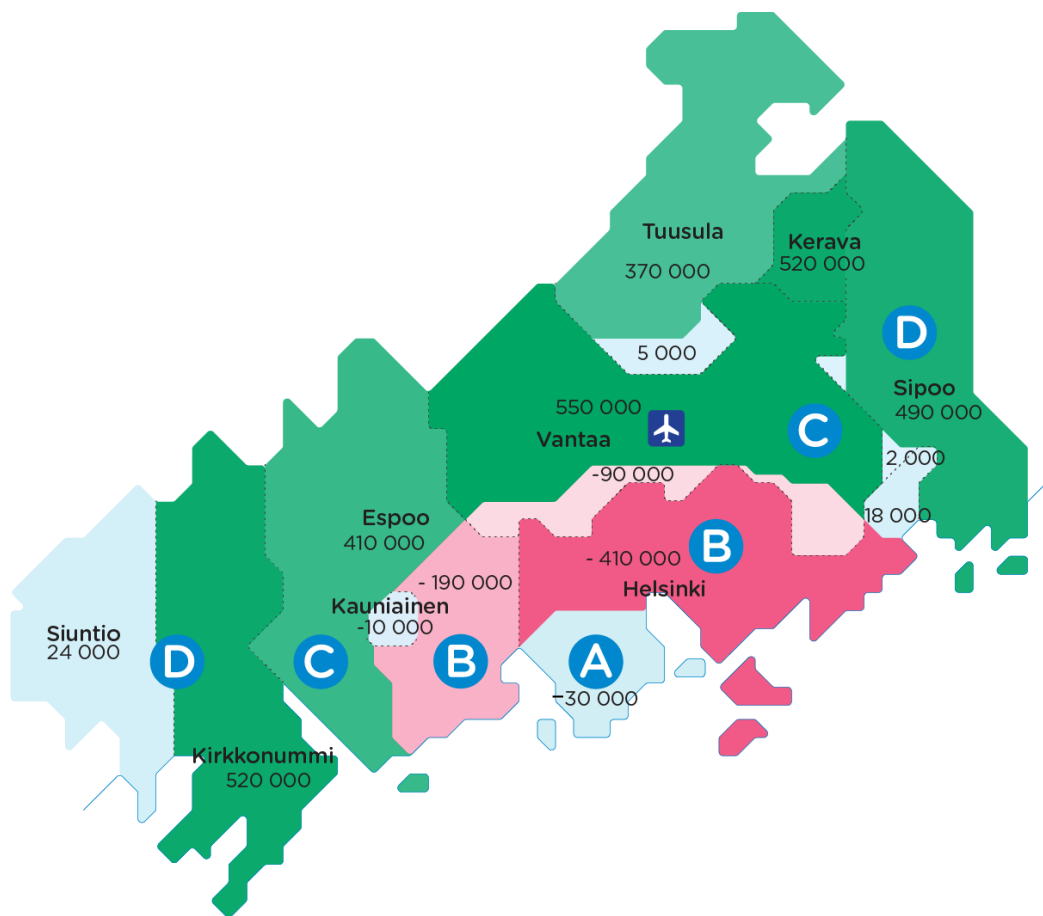 Tuusula
370 000
Kerava
520 000
D
5 000
Sipoo
490 000
550 000
Vantaa
C
2 000
-90 000
18 000
Espoo
410 000
- 410 000
B
Helsinki
- 190 000
Kauniainen
-10 000
Siuntio
24 000
D
C
B
A
-30 000
Kirkkonummi
520 000